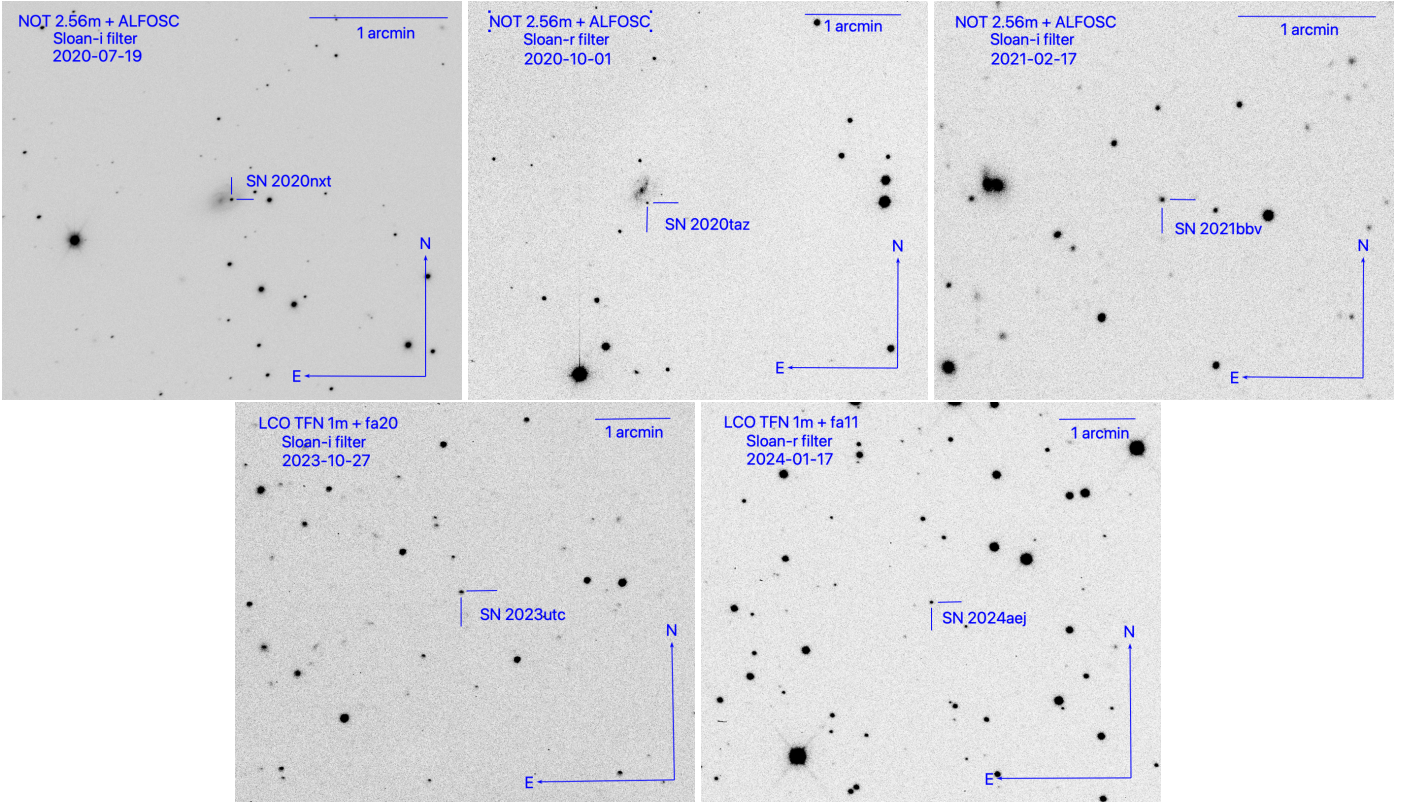 NOT 2.56m + ALFOSC
Sloan-i filter
2020-07-19
1 arcmin
SN 2020nxt
N
E
NOT 2.56m + ALFOSC
Sloan-r filter
2020-10-01
1 arcmin
SN 2020taz
N
E
NOT 2.56m + ALFOSC
Sloan-i filter
2021-02-17
1 arcmin
SN 2021bbv
N
E
LCO TFN 1m + fa20
Sloan-i filter
2023-10-27
1 arcmin
SN 2023utc
N
E
LCO TFN 1m + fa11
Sloan-r filter
2024-01-17
1 arcmin
SN 2024aej
N
E